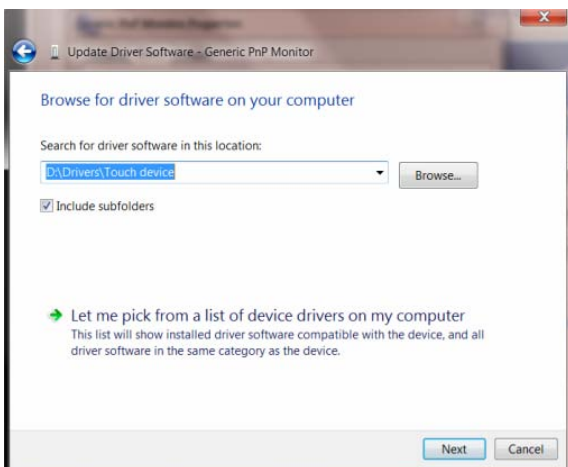 Update Driver Software - Generic PnP Monitor
Browse for driver software on your computer
Search for driver software in this location:
D:\Drivers\Touch device
Browse...
Include subfolders
Let me pick from a list of device drivers on my computer
This list will show installed driver software compatible with the device, and all
driver software in the same category as the device.
Next
Cancel